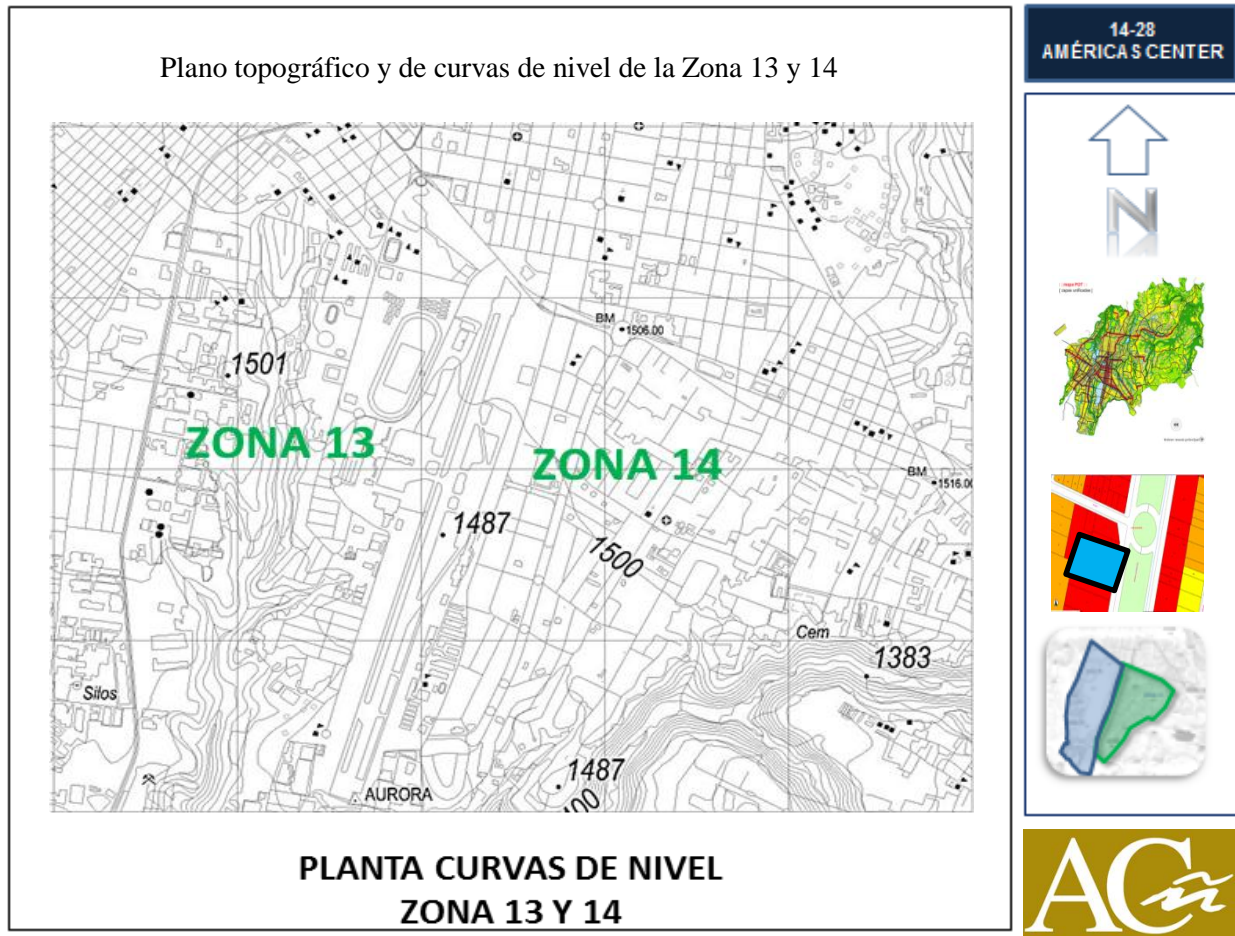 Plano topográfico y de curvas de nivel de la Zona 13 y 14
BM
1506.00
1501
ZONA 13
ZONA 14
BM
1516.00
1487
1500
Cem
1383
Silos
1487
AURORA
PLANTA CURVAS DE NIVEL
ZONA 13 Y 14
14-28
AMÉRICAS CENTER
N
AC